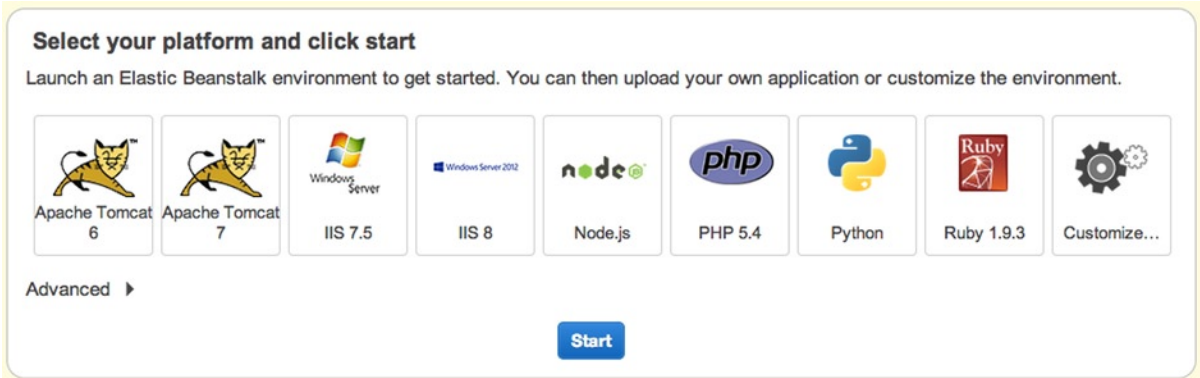 Select your platform and click start
Launch an Elastic Beanstalk environment to get started. You can then upload your own application or customize the environment.
Windows Server
Windows Server 2012
node
php
Ruby
Apache Tomcat 6
Apache Tomcat 7
IIS 7.5
IIS 8
Node.js
PHP 5.4
Python
Ruby 1.9.3
Customize...
Advanced
Start